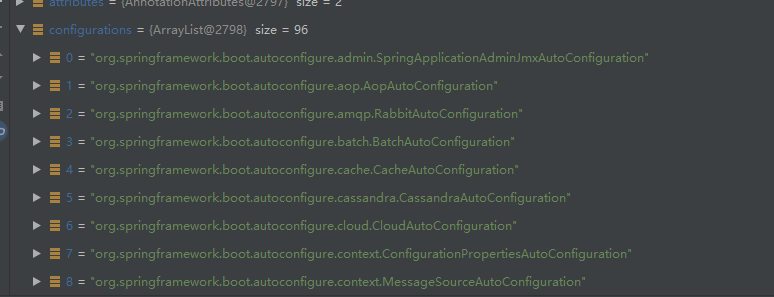 attributes = {AnnotationAttributes@2797} size = 2
configurations = {ArrayList@2798} size = 96
0 = "org.springframework.boot.autoconfigure.admin.SpringApplicationAdminJmxAutoConfiguration"
1 = "org.springframework.boot.autoconfigure.aop.AopAutoConfiguration"
2 = "org.springframework.boot.autoconfigure.amqp.RabbitAutoConfiguration"
3 = "org.springframework.boot.autoconfigure.batch.BatchAutoConfiguration"
4 = "org.springframework.boot.autoconfigure.cache.CacheAutoConfiguration"
5 = "org.springframework.boot.autoconfigure.cassandra.CassandraAutoConfiguration"
6 = "org.springframework.boot.autoconfigure.cloud.CloudAutoConfiguration"
7 = "org.springframework.boot.autoconfigure.context.ConfigurationPropertiesAutoConfiguration"
8 = "org.springframework.boot.autoconfigure.context.MessageSourceAutoConfiguration"